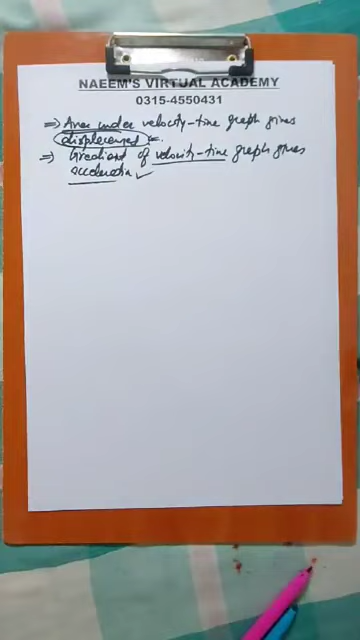 NAEEM'S VIRTUAL ACADEMY
0315-4550431
⇒ Area under velocity-time graph gives
displacement ⇐.
⇒ Gradient of velocity-time graph gives
acceleration ✓